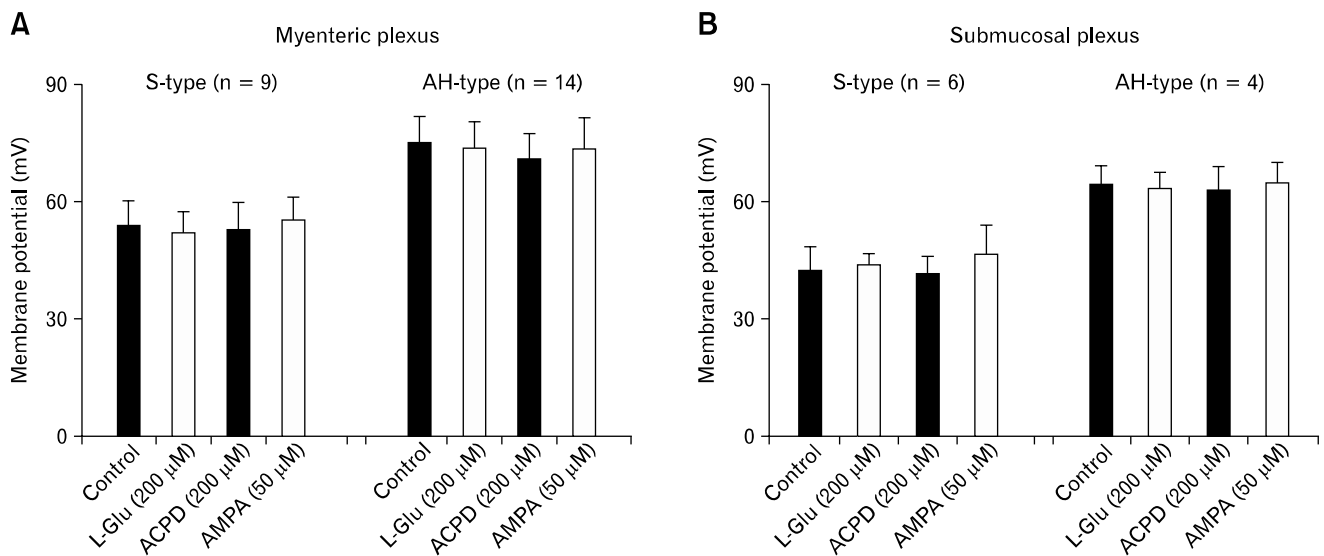 A
Myenteric plexus
S-type (n = 9)
AH-type (n = 14)
Membrane potential (mV)
90
60
30
0
Control
L-Glu (200 μM)
ACPD (200 μM)
AMPA (50 μM)
Control
L-Glu (200 μM)
ACPD (200 μM)
AMPA (50 μM)
B
Submucosal plexus
S-type (n = 6)
AH-type (n = 4)
Membrane potential (mV)
90
60
30
0
Control
L-Glu (200 μM)
ACPD (200 μM)
AMPA (50 μM)
Control
L-Glu (200 μM)
ACPD (200 μM)
AMPA (50 μM)